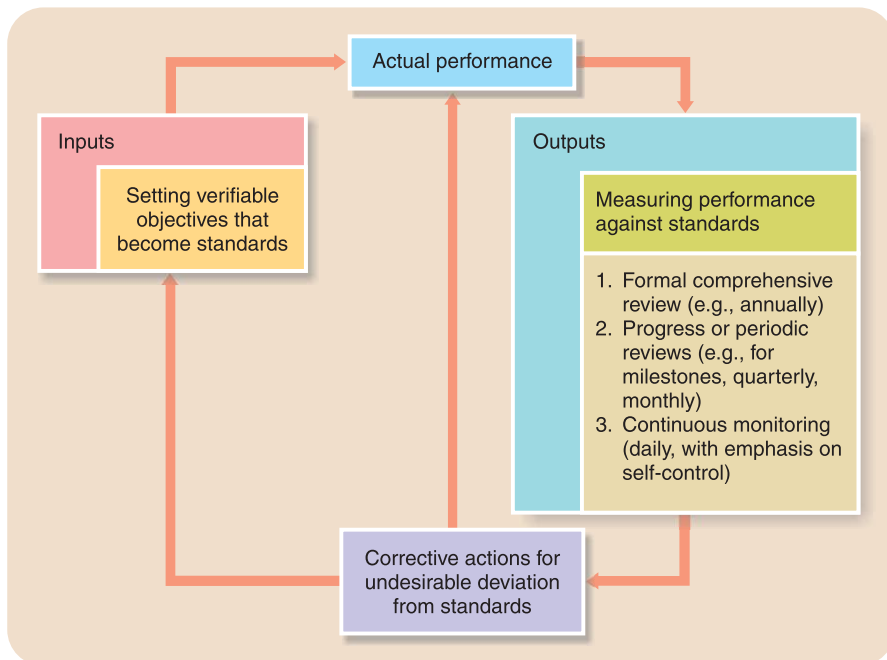 Actual performance
Inputs
Setting verifiable
objectives that
become standards
Outputs
Measuring performance
against standards
1. Formal comprehensive
review (e.g., annually)
2. Progress or periodic
reviews (e.g., for
milestones, quarterly,
monthly)
3. Continuous monitoring
(daily, with emphasis on
self-control)
Corrective actions for
undesirable deviation
from standards